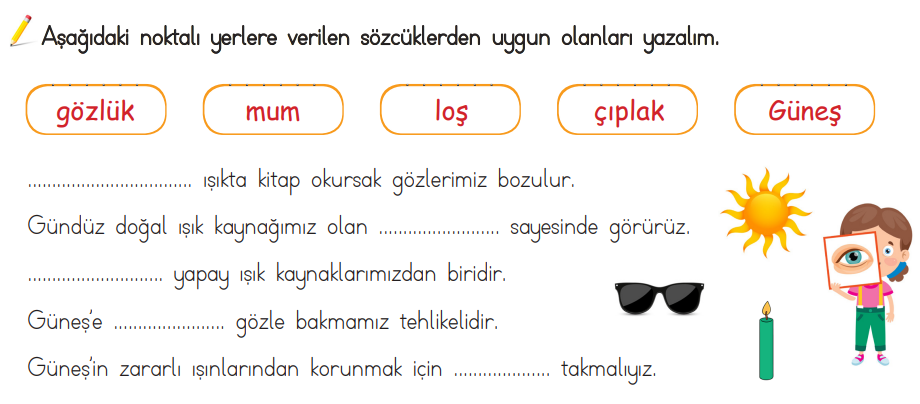 Aşağıdaki noktalı yerlere verilen sözcüklerden uygun olanları yazalım.
gözlük mum loş çıplak Güneş
.................................. ışıkta kitap okursak gözlerimiz bozulur.
Gündüz doğal ışık kaynağımız olan ......................... sayesinde görürüz.
............................ yapay ışık kaynaklarımızdan biridir.
Güneş'e ....................... gözle bakmamız tehlikelidir.
Güneş'in zararlı ışınlarından korunmak için .................... takmalıyız.